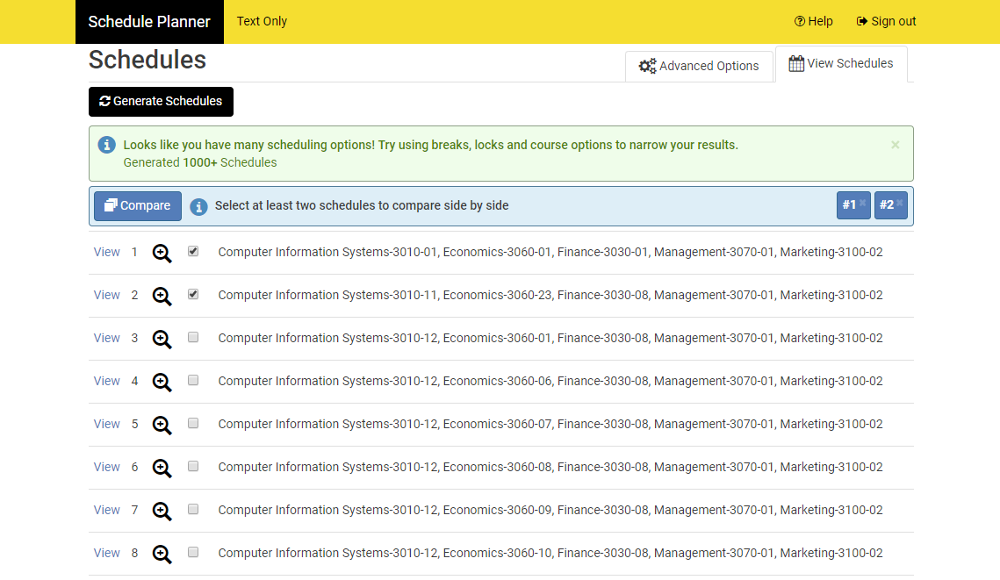 Schedule Planner Text Only Help Sign out
Schedules
Advanced Options View Schedules
Generate Schedules
Looks like you have many scheduling options! Try using breaks, locks and course options to narrow your results. ×
Generated 1000+ Schedules
Compare Select at least two schedules to compare side by side #1 × #2 ×
View 1 Computer Information Systems-3010-01, Economics-3060-01, Finance-3030-01, Management-3070-01, Marketing-3100-02
View 2 Computer Information Systems-3010-11, Economics-3060-23, Finance-3030-08, Management-3070-01, Marketing-3100-02
View 3 Computer Information Systems-3010-12, Economics-3060-01, Finance-3030-08, Management-3070-01, Marketing-3100-02
View 4 Computer Information Systems-3010-12, Economics-3060-06, Finance-3030-08, Management-3070-01, Marketing-3100-02
View 5 Computer Information Systems-3010-12, Economics-3060-07, Finance-3030-08, Management-3070-01, Marketing-3100-02
View 6 Computer Information Systems-3010-12, Economics-3060-08, Finance-3030-08, Management-3070-01, Marketing-3100-02
View 7 Computer Information Systems-3010-12, Economics-3060-09, Finance-3030-08, Management-3070-01, Marketing-3100-02
View 8 Computer Information Systems-3010-12, Economics-3060-10, Finance-3030-08, Management-3070-01, Marketing-3100-02